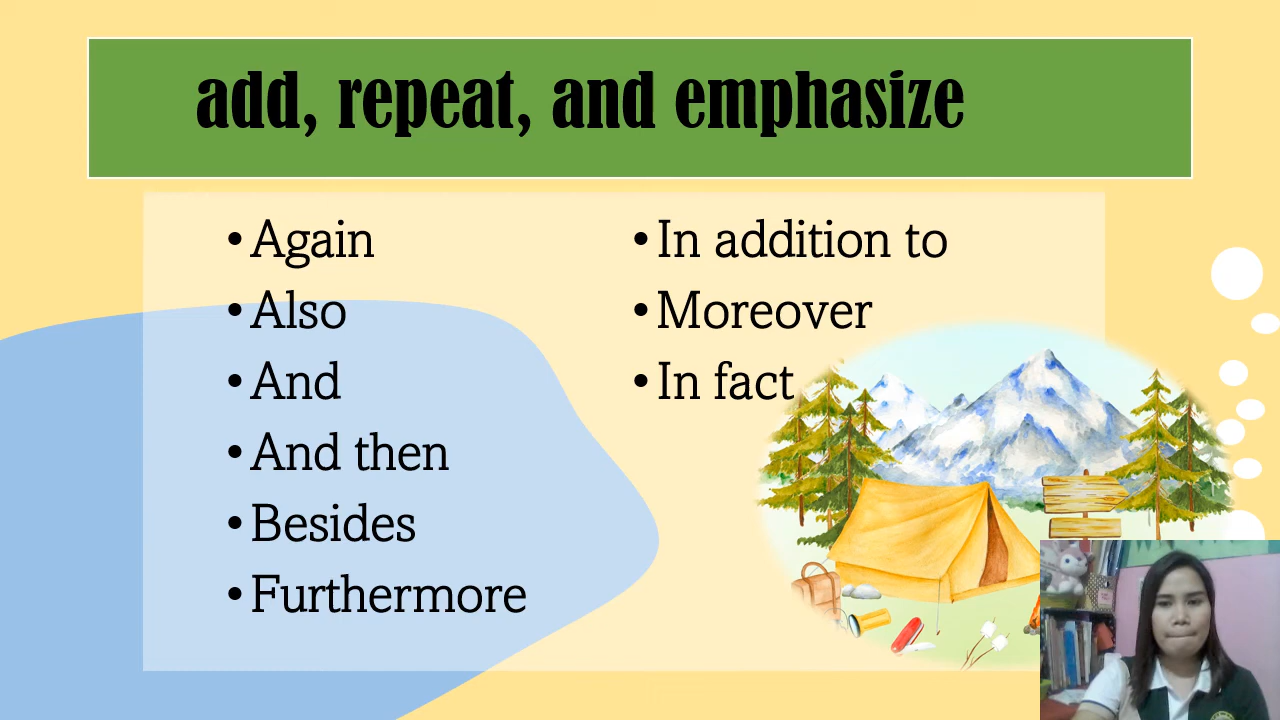 add, repeat, and emphasize
• Again
• Also
• And
• And then
• Besides
• Furthermore
• In addition to
• Moreover
• In fact